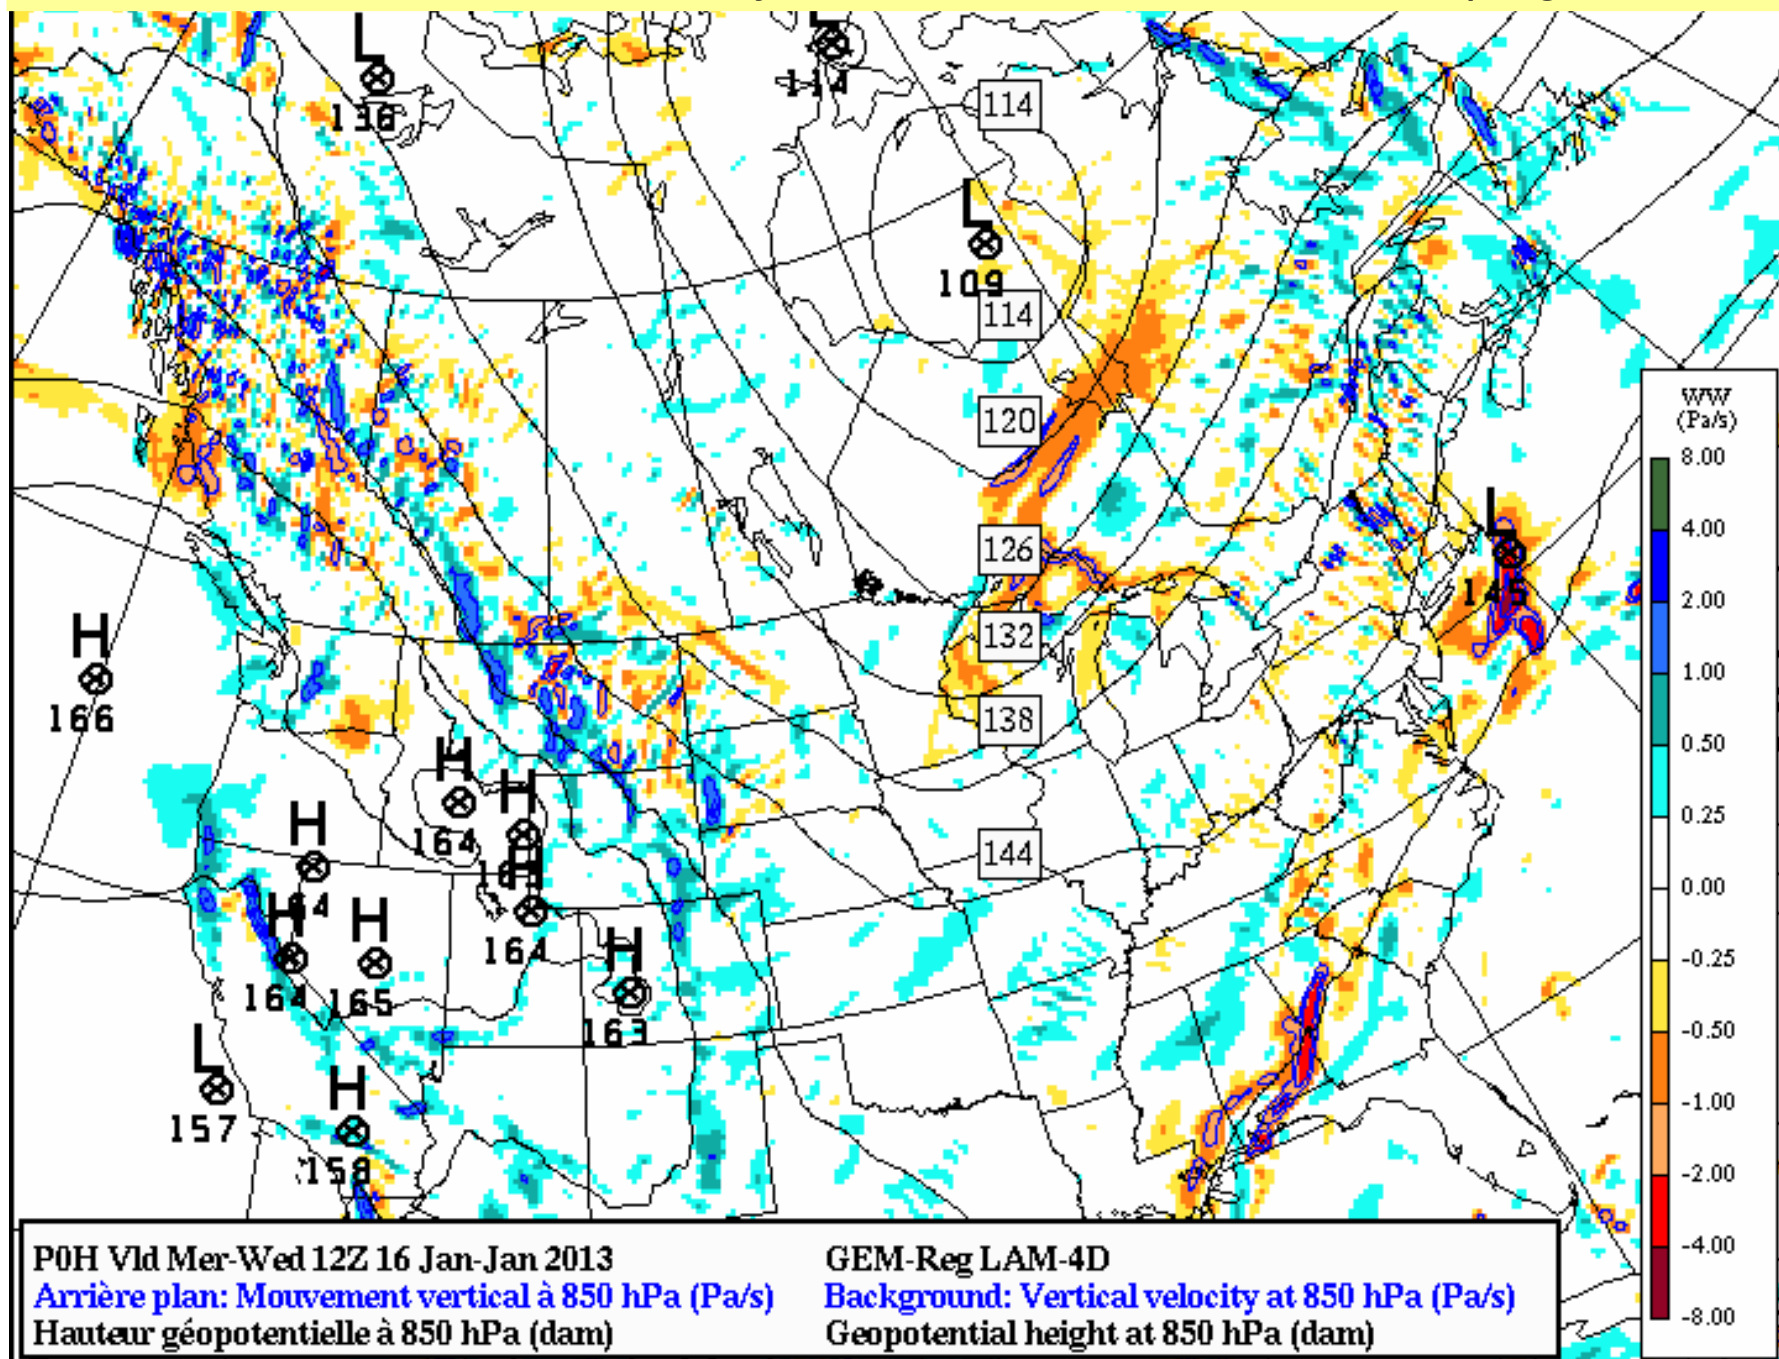 L
136
L
114
114
L
109
114
120
126
L
145
132
H
166
138
H
164
H
H
164
144
H
164
H
164
H
165
H
163
L
157
H
158
WW
(Pa/s)
8.00
4.00
2.00
1.00
0.50
0.25
0.00
-0.25
-0.50
-1.00
-2.00
-4.00
-8.00
P0H Vld Mer-Wed 12Z 16 Jan-Jan 2013
GEM-Reg LAM-4D
Arrière plan: Mouvement vertical à 850 hPa (Pa/s)
Background: Vertical velocity at 850 hPa (Pa/s)
Hauteur géopotentielle à 850 hPa (dam)
Geopotential height at 850 hPa (dam)